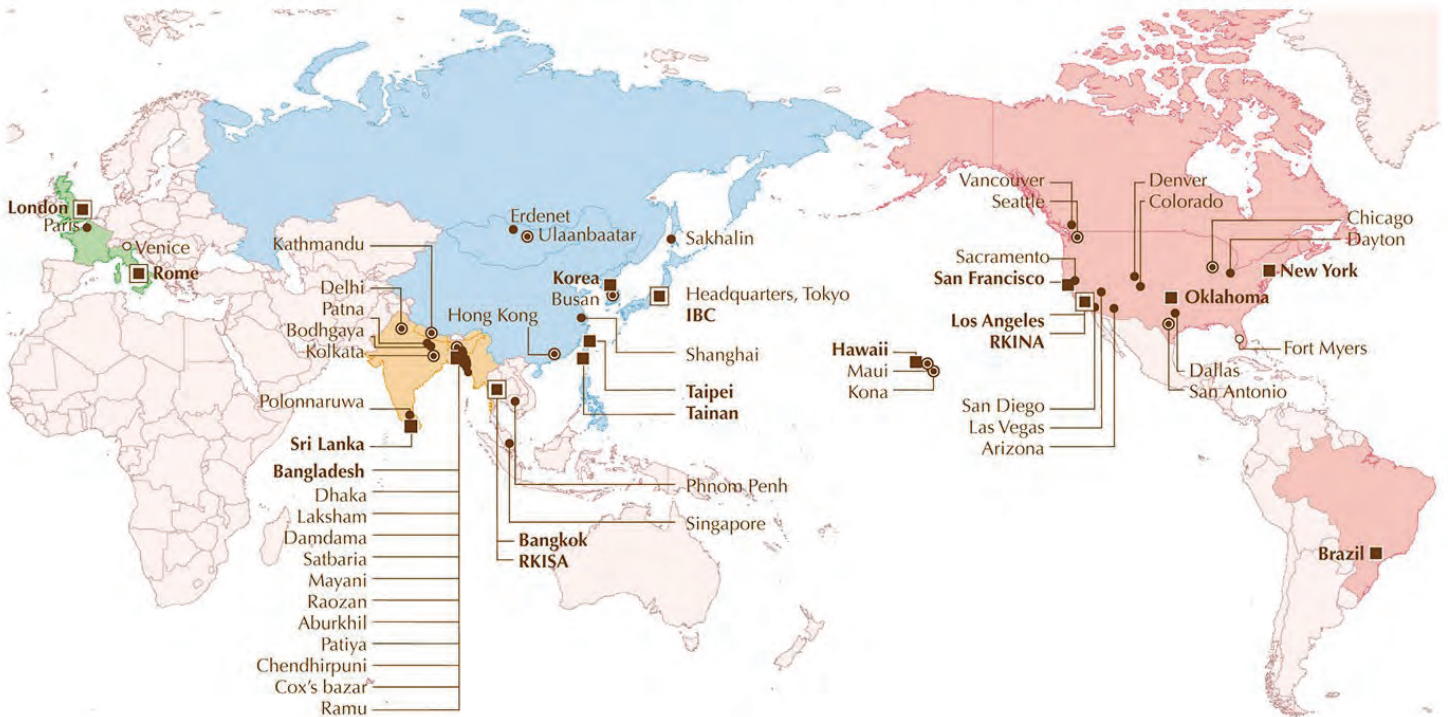 London
Paris
Venice
Rome
Kathmandu
Delhi
Patna
Bodhgaya
Kolkata
Polonnaruwa
Sri Lanka
Bangladesh
Dhaka
Laksham
Damdama
Satbaria
Mayani
Raozan
Aburkhil
Patiya
Chendhirpuni
Cox's bazar
Ramu
Erdenet
Ulaanbaatar
Sakhalin
Korea
Busan
Headquarters, Tokyo
IBC
Hong Kong
Shanghai
Taipei
Tainan
Phnom Penh
Singapore
Bangkok
RKISA
Hawaii
Maui
Kona
Vancouver
Seattle
Sacramento
San Francisco
Los Angeles
RKINA
San Diego
Las Vegas
Arizona
Denver
Colorado
Chicago
Dayton
New York
Oklahoma
Fort Myers
Dallas
San Antonio
Brazil